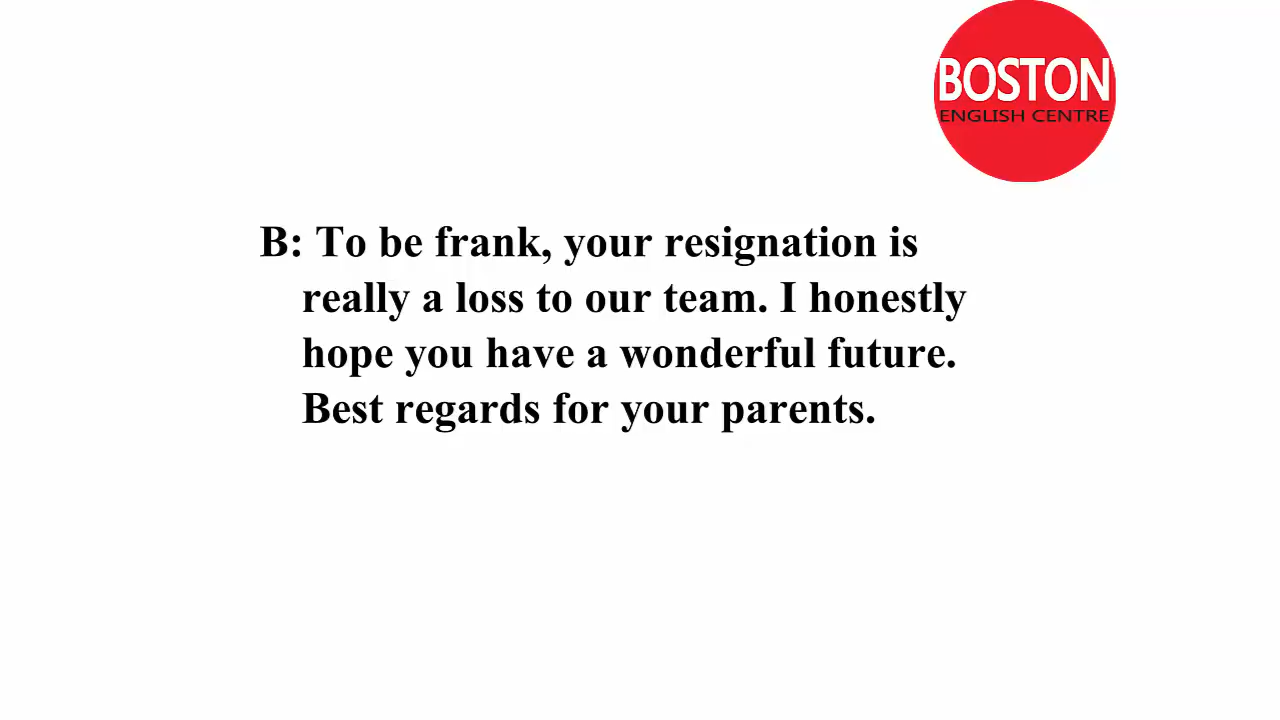 BOSTON
ENGLISH CENTRE
B: To be frank, your resignation is
really a loss to our team. I honestly
hope you have a wonderful future.
Best regards for your parents.